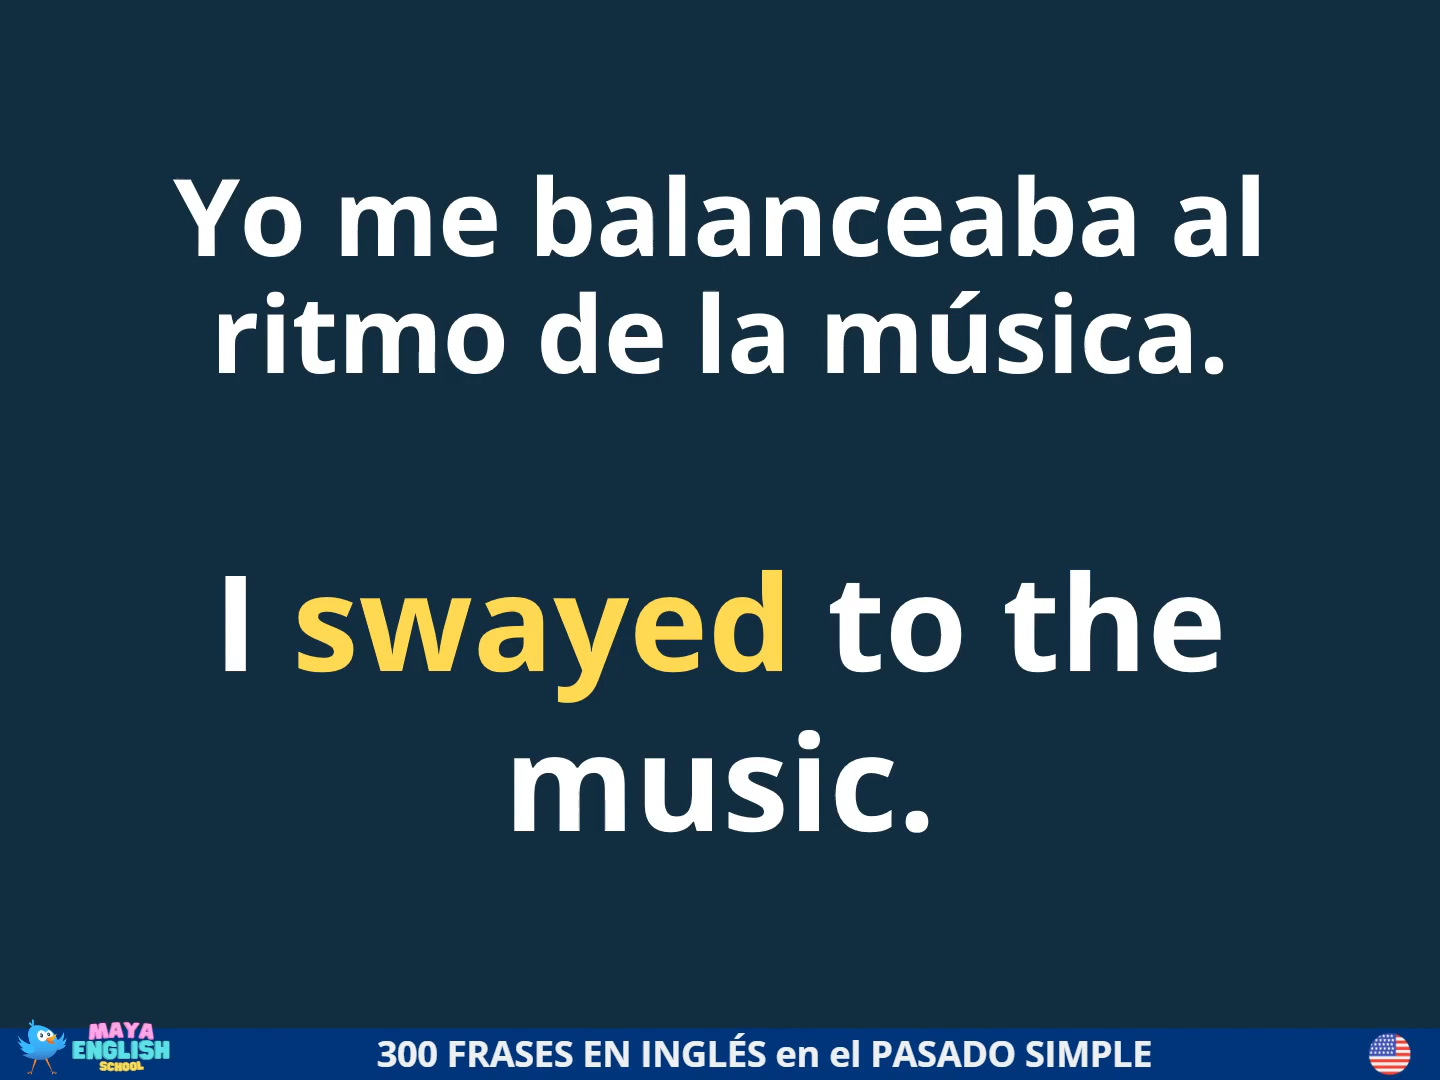 Yo me balanceaba al
ritmo de la música.
I swayed to the
music.
MAYA
ENGLISH
SCHOOL
300 FRASES EN INGLÉS en el PASADO SIMPLE